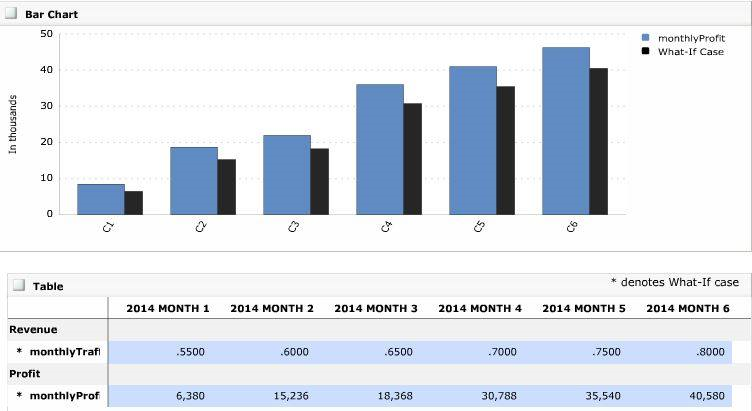 Bar Chart
50
monthlyProfit
What-If Case
40
30
In thousands
20
10
0
C1 C2 C3 C4 C5 C6
* denotes What-If case
Table
2014 MONTH 1 2014 MONTH 2 2014 MONTH 3 2014 MONTH 4 2014 MONTH 5 2014 MONTH 6
Revenue
* monthlyTraf .5500 .6000 .6500 .7000 .7500 .8000
Profit
* monthlyProf 6,380 15,236 18,368 30,788 35,540 40,580